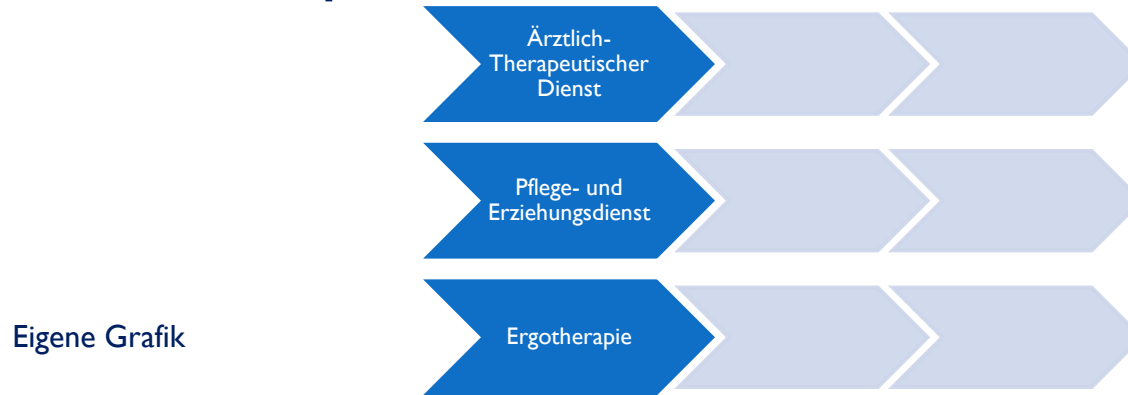 Ärztlich-
Therapeutischer
Dienst
Pflege- und
Erziehungsdienst
Eigene Grafik
Ergotherapie